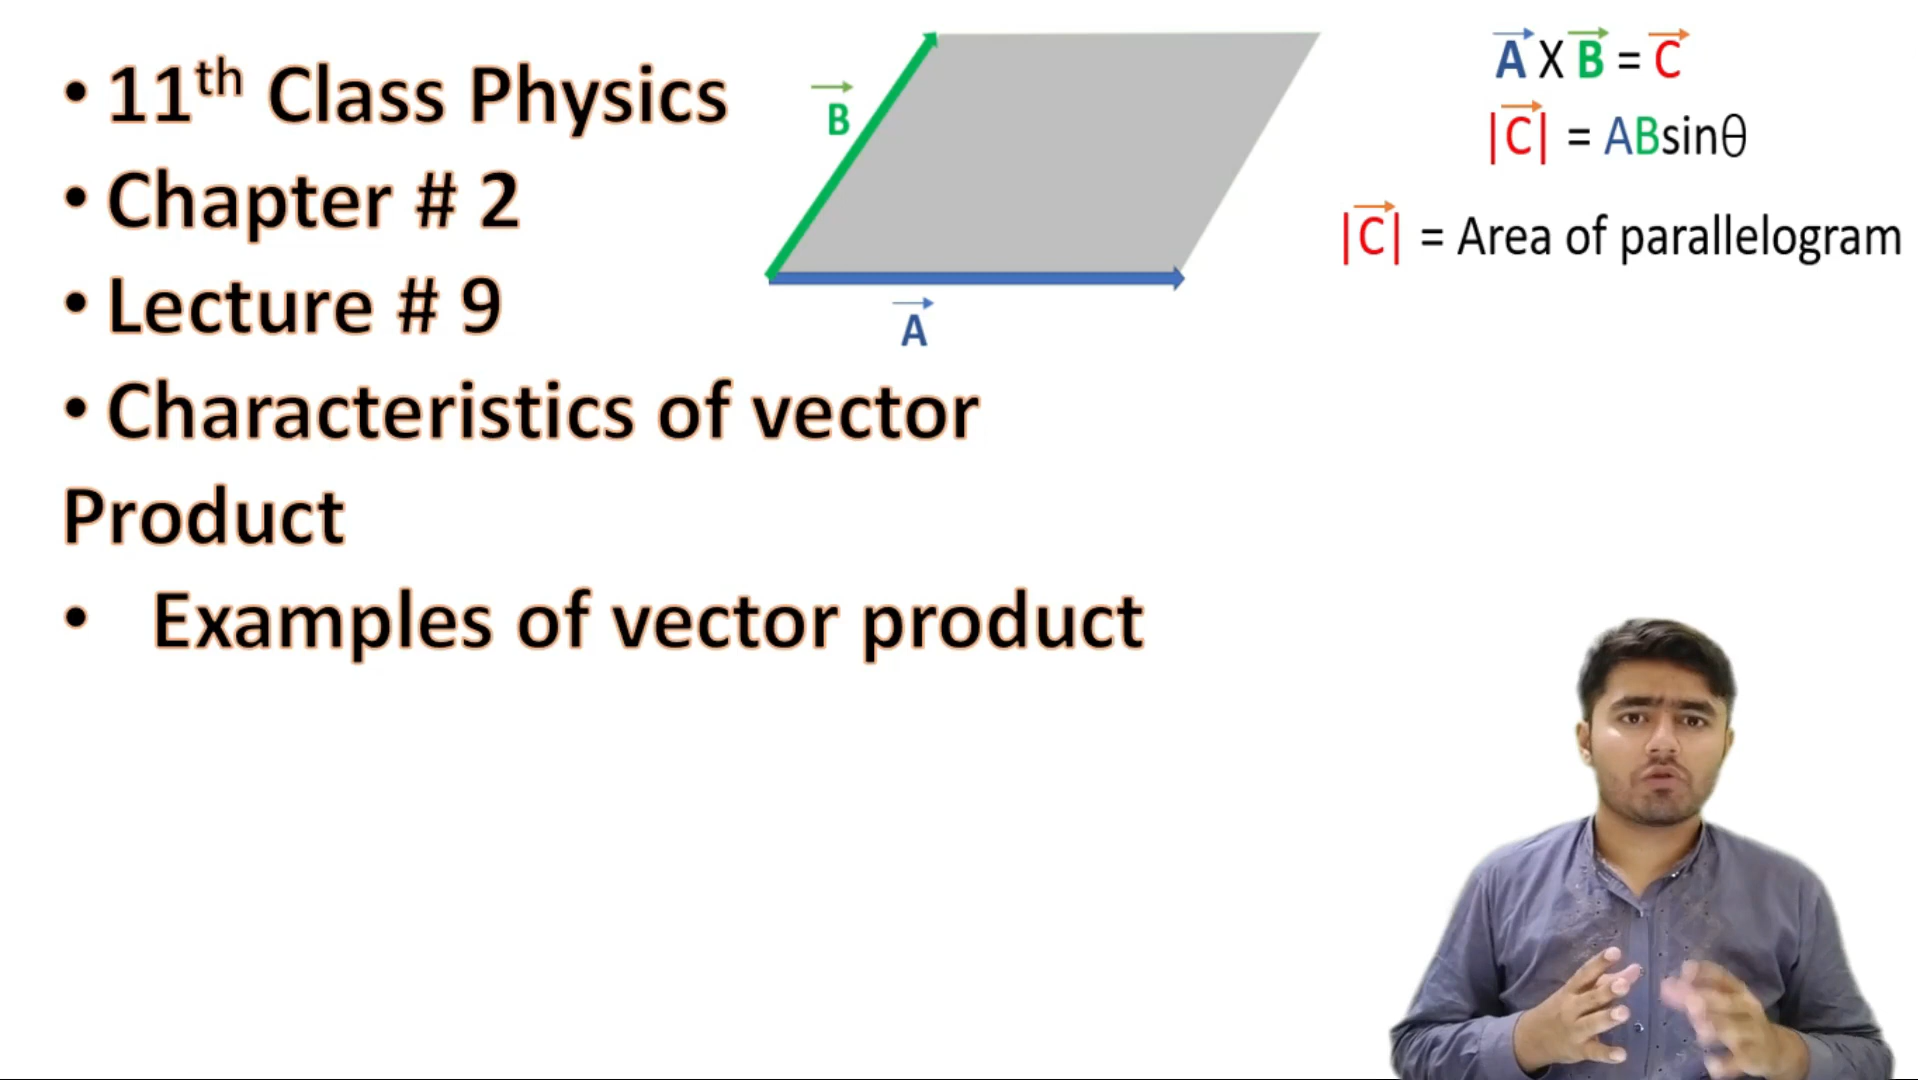 • 11th Class Physics
• Chapter # 2
• Lecture # 9
• Characteristics of vector
Product
• Examples of vector product
B
A
A X B = C
|C| = ABsinθ
|C| = Area of parallelogram